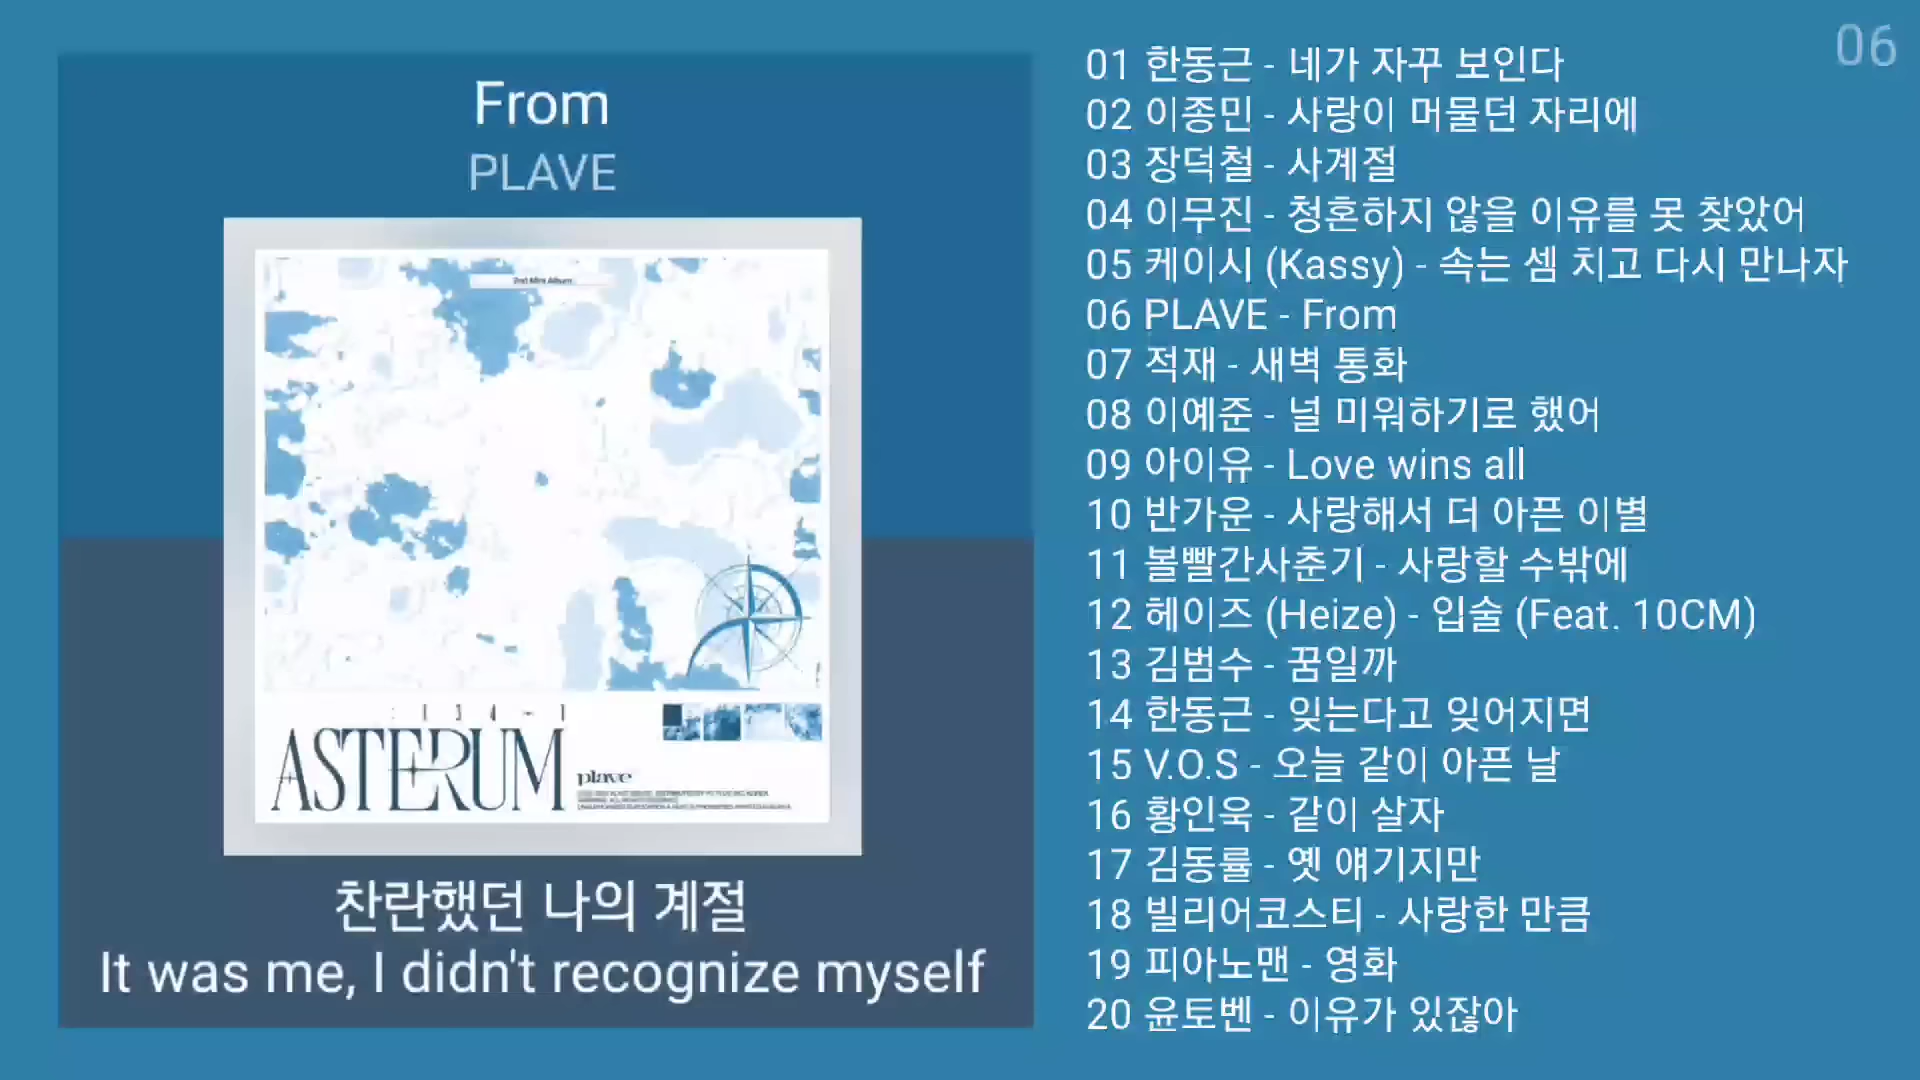 06
From
PLAVE
2nd Mini Album
: 134-1
ASTERUM
plave
찬란했던 나의 계절
It was me, I didn't recognize myself
01 한동근 - 네가 자꾸 보인다
02 이종민 - 사랑이 머물던 자리에
03 장덕철 - 사계절
04 이무진 - 청혼하지 않을 이유를 못 찾았어
05 케이시 (Kassy) - 속는 셈 치고 다시 만나자
06 PLAVE - From
07 적재 - 새벽 통화
08 이예준 - 널 미워하기로 했어
09 아이유 - Love wins all
10 반가운 - 사랑해서 더 아픈 이별
11 볼빨간사춘기 - 사랑할 수밖에
12 헤이즈 (Heize) - 입술 (Feat. 10CM)
13 김범수 - 꿈일까
14 한동근 - 잊는다고 잊어지면
15 V.O.S - 오늘 같이 아픈 날
16 황인욱 - 같이 살자
17 김동률 - 옛 얘기지만
18 빌리어코스티 - 사랑한 만큼
19 피아노맨 - 영화
20 윤토벤 - 이유가 있잖아